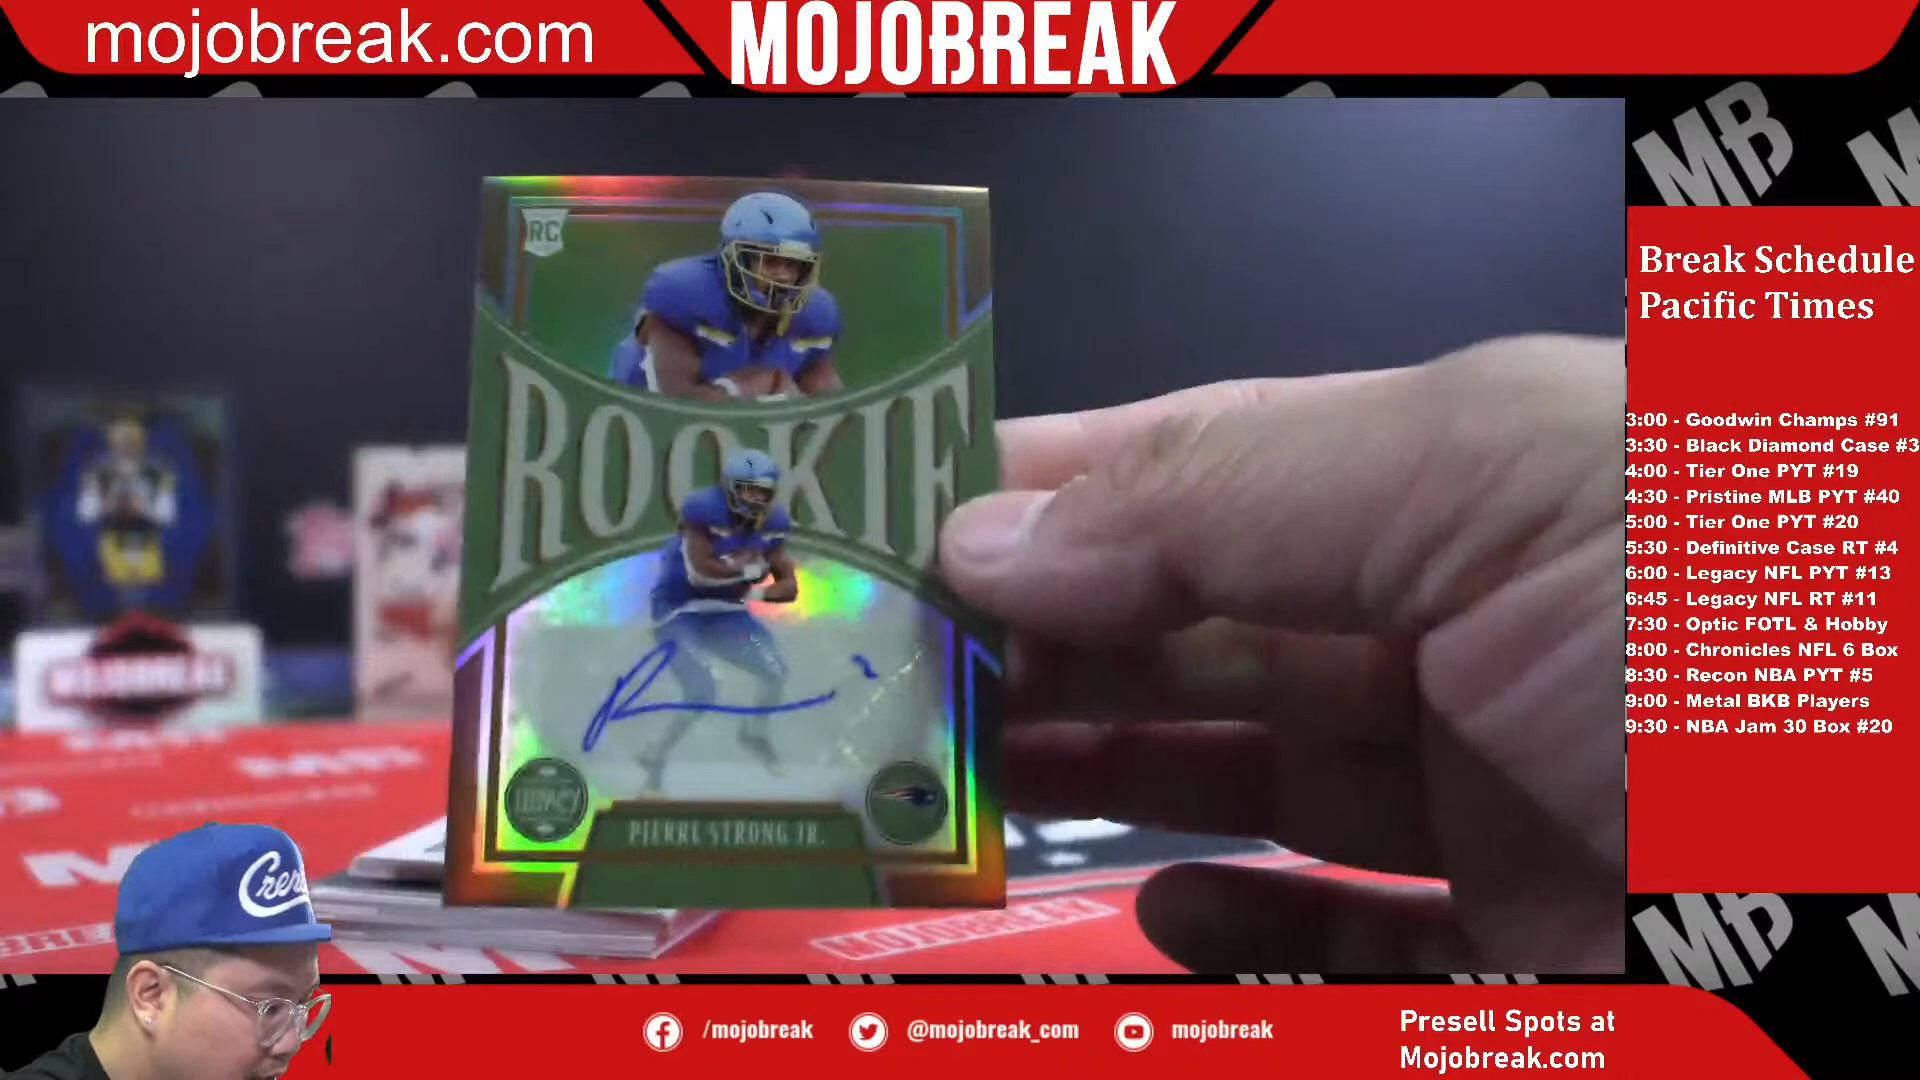 mojobreak.com
MOJOBREAK
MB
Break Schedule
Pacific Times
3:00 - Goodwin Champs #91
3:30 - Black Diamond Case #3
4:00 - Tier One PYT #19
4:30 - Pristine MLB PYT #40
5:00 - Tier One PYT #20
5:30 - Definitive Case RT #4
6:00 - Legacy NFL PYT #13
6:45 - Legacy NFL RT #11
7:30 - Optic FOTL & Hobby
8:00 - Chronicles NFL 6 Box
8:30 - Recon NBA PYT #5
9:00 - Metal BKB Players
9:30 - NBA Jam 30 Box #20
RC
ROOKIE
LEGACY
PIERRE STRONG JR.
MOJOBREAK
MOJOBREAK
MB
/mojobreak
@mojobreak_com
mojobreak
Presell Spots at
Mojobreak.com